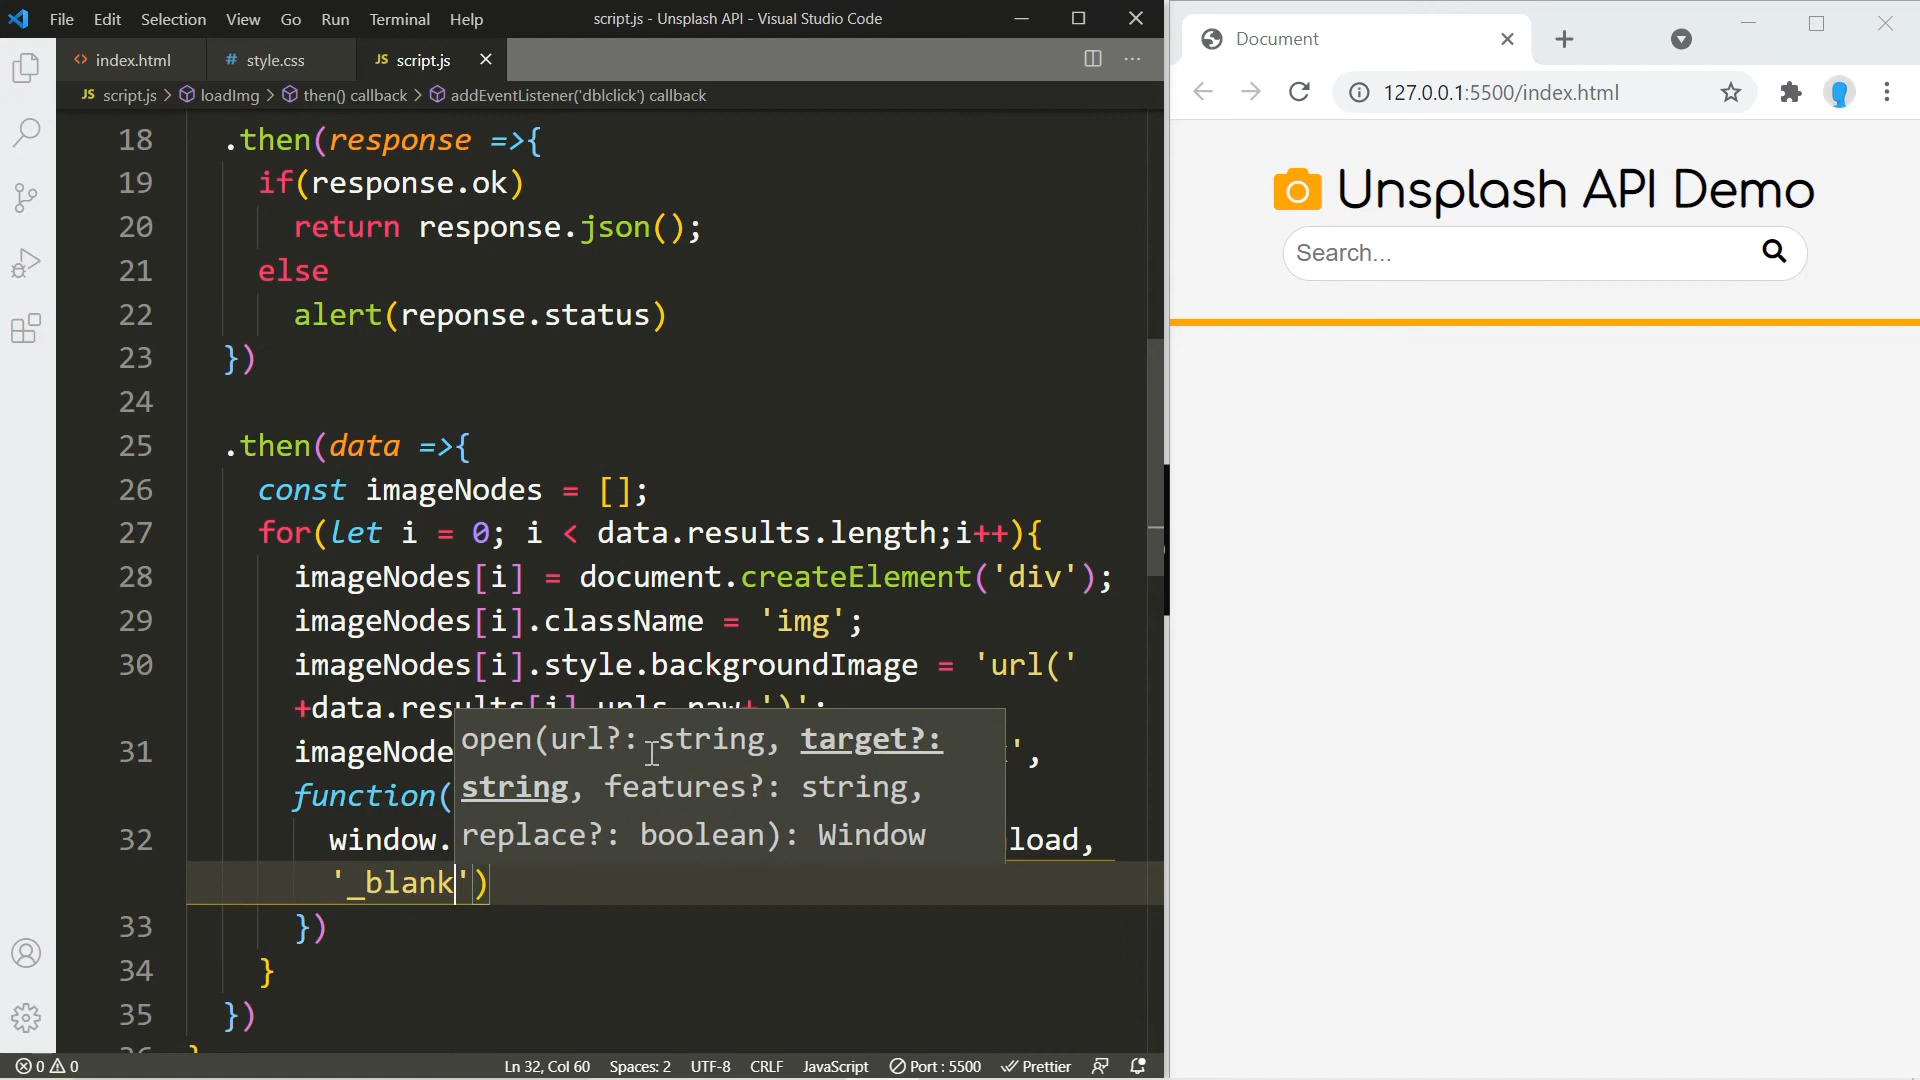 File Edit Selection View Go Run Terminal Help script.js - Unsplash API - Visual Studio Code
index.html style.css JS script.js
JS script.js > loadImg > then() callback > addEventListener('dblclick') callback
18 .then(response =>{
19 if(response.ok)
20 return response.json();
21 else
22 alert(reponse.status)
23 })
24
25 .then(data =>{
26 const imageNodes = [];
27 for(let i = 0; i < data.results.length;i++){
28 imageNodes[i] = document.createElement('div');
29 imageNodes[i].className = 'img';
30 imageNodes[i].style.backgroundImage = 'url('
+data.results[i].urls.raw+')';
31 imageNode ',
function(
32 window. load,
'_blank')
33 })
34 }
35 })
36 }
open(url?: string, target?:
string, features?: string,
replace?: boolean): Window
0 0 Ln 32, Col 60 Spaces: 2 UTF-8 CRLF JavaScript Port : 5500 Prettier
Document
127.0.0.1:5500/index.html
Unsplash API Demo
Search...